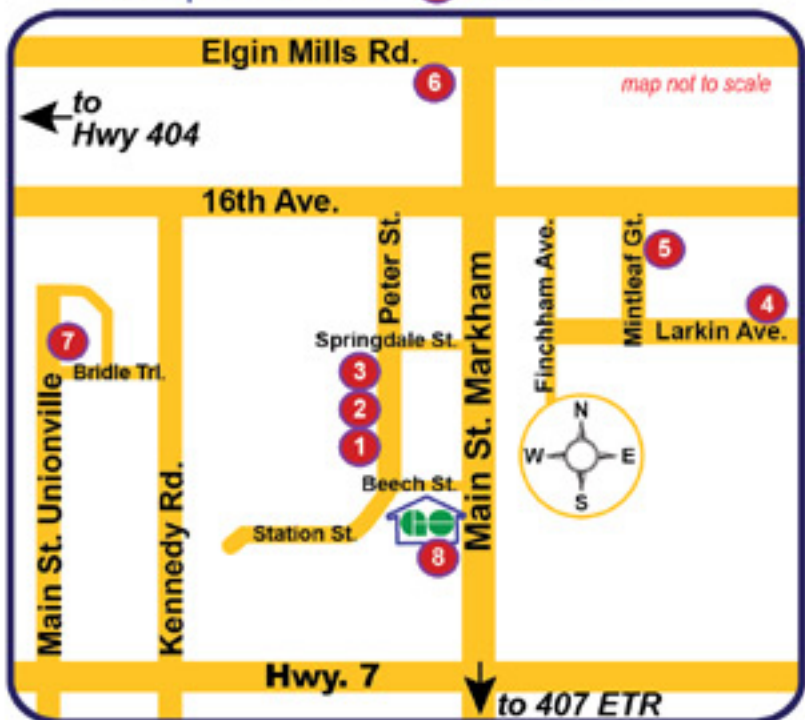 Elgin Mills Rd.
6
map not to scale
to
Hwy 404
16th Ave.
Peter St.
Main St. Markham
Finchham Ave.
Mintleaf Gt.
5
4
Larkin Ave.
Springdale St.
7
Bridle Trl.
3
2
1
Main St. Unionville
Kennedy Rd.
N
W
E
S
Beech St.
GO
Station St.
8
Hwy. 7
to 407 ETR